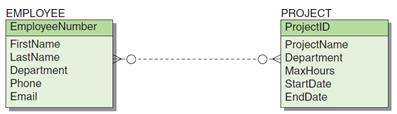 EMPLOYEE
EmployeeNumber
FirstName
LastName
Department
Phone
Email
PROJECT
ProjectID
ProjectName
Department
MaxHours
StartDate
EndDate